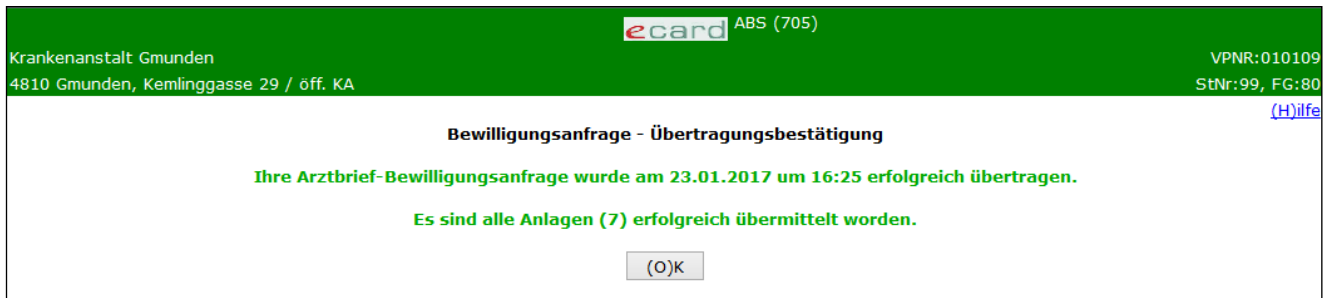 ecard ABS (705)
Krankenanstalt Gmunden VPNR:010109
4810 Gmunden, Kemlinggasse 29 / öff. KA StNr:99, FG:80
(H)ilfe
Bewilligungsanfrage - Übertragungsbestätigung
Ihre Arztbrief-Bewilligungsanfrage wurde am 23.01.2017 um 16:25 erfolgreich übertragen.
Es sind alle Anlagen (7) erfolgreich übermittelt worden.
(O)K